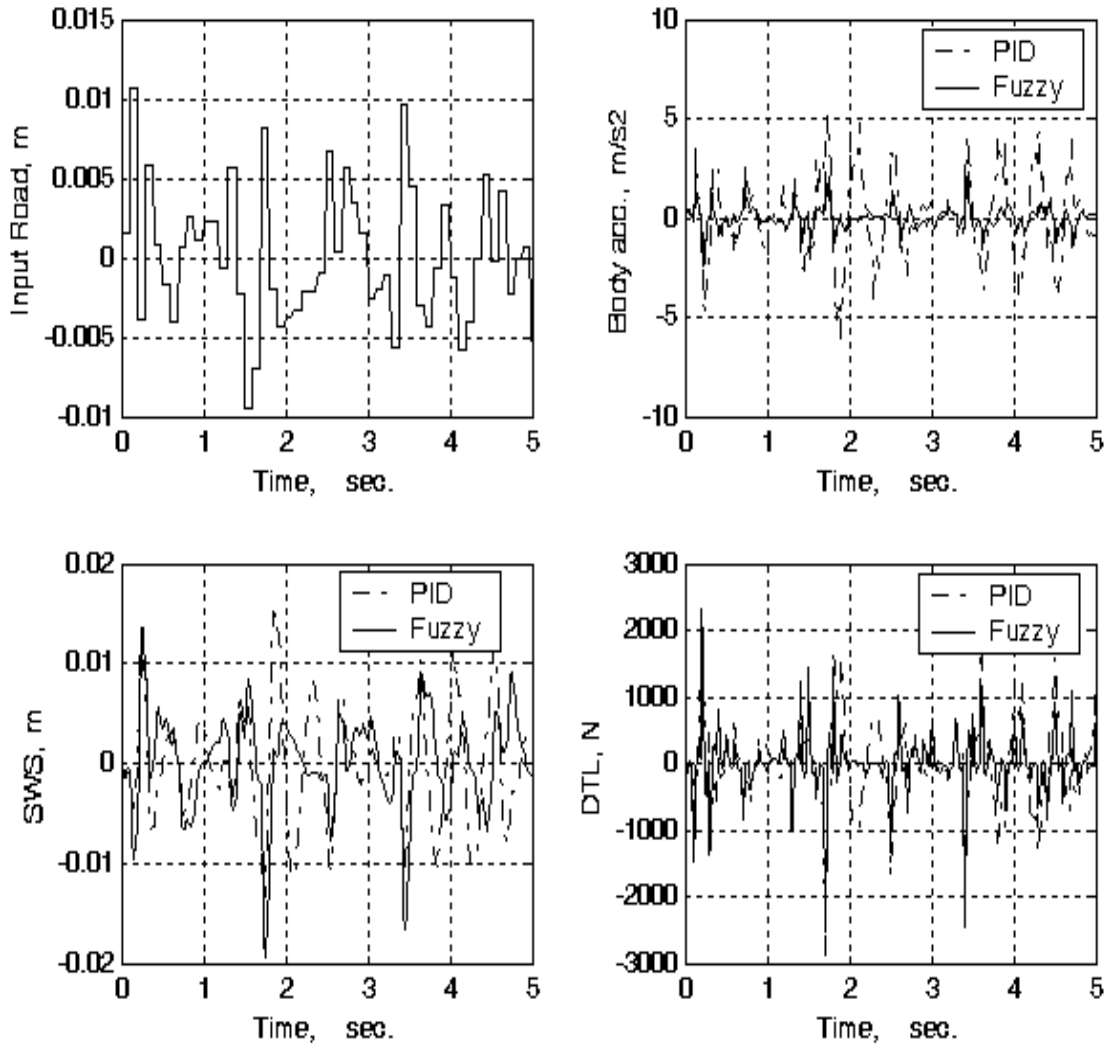 0.015
0.01
0.005
0
-0.005
-0.01
Input Road, m
0 1 2 3 4 5
Time, sec.
10
5
0
-5
-10
Body acc., m/s2
PID
Fuzzy
0 1 2 3 4 5
Time, sec.
0.02
0.01
0
-0.01
-0.02
SWS, m
PID
Fuzzy
0 1 2 3 4 5
Time, sec.
3000
2000
1000
0
-1000
-2000
-3000
DTL, N
PID
Fuzzy
0 1 2 3 4 5
Time, sec.